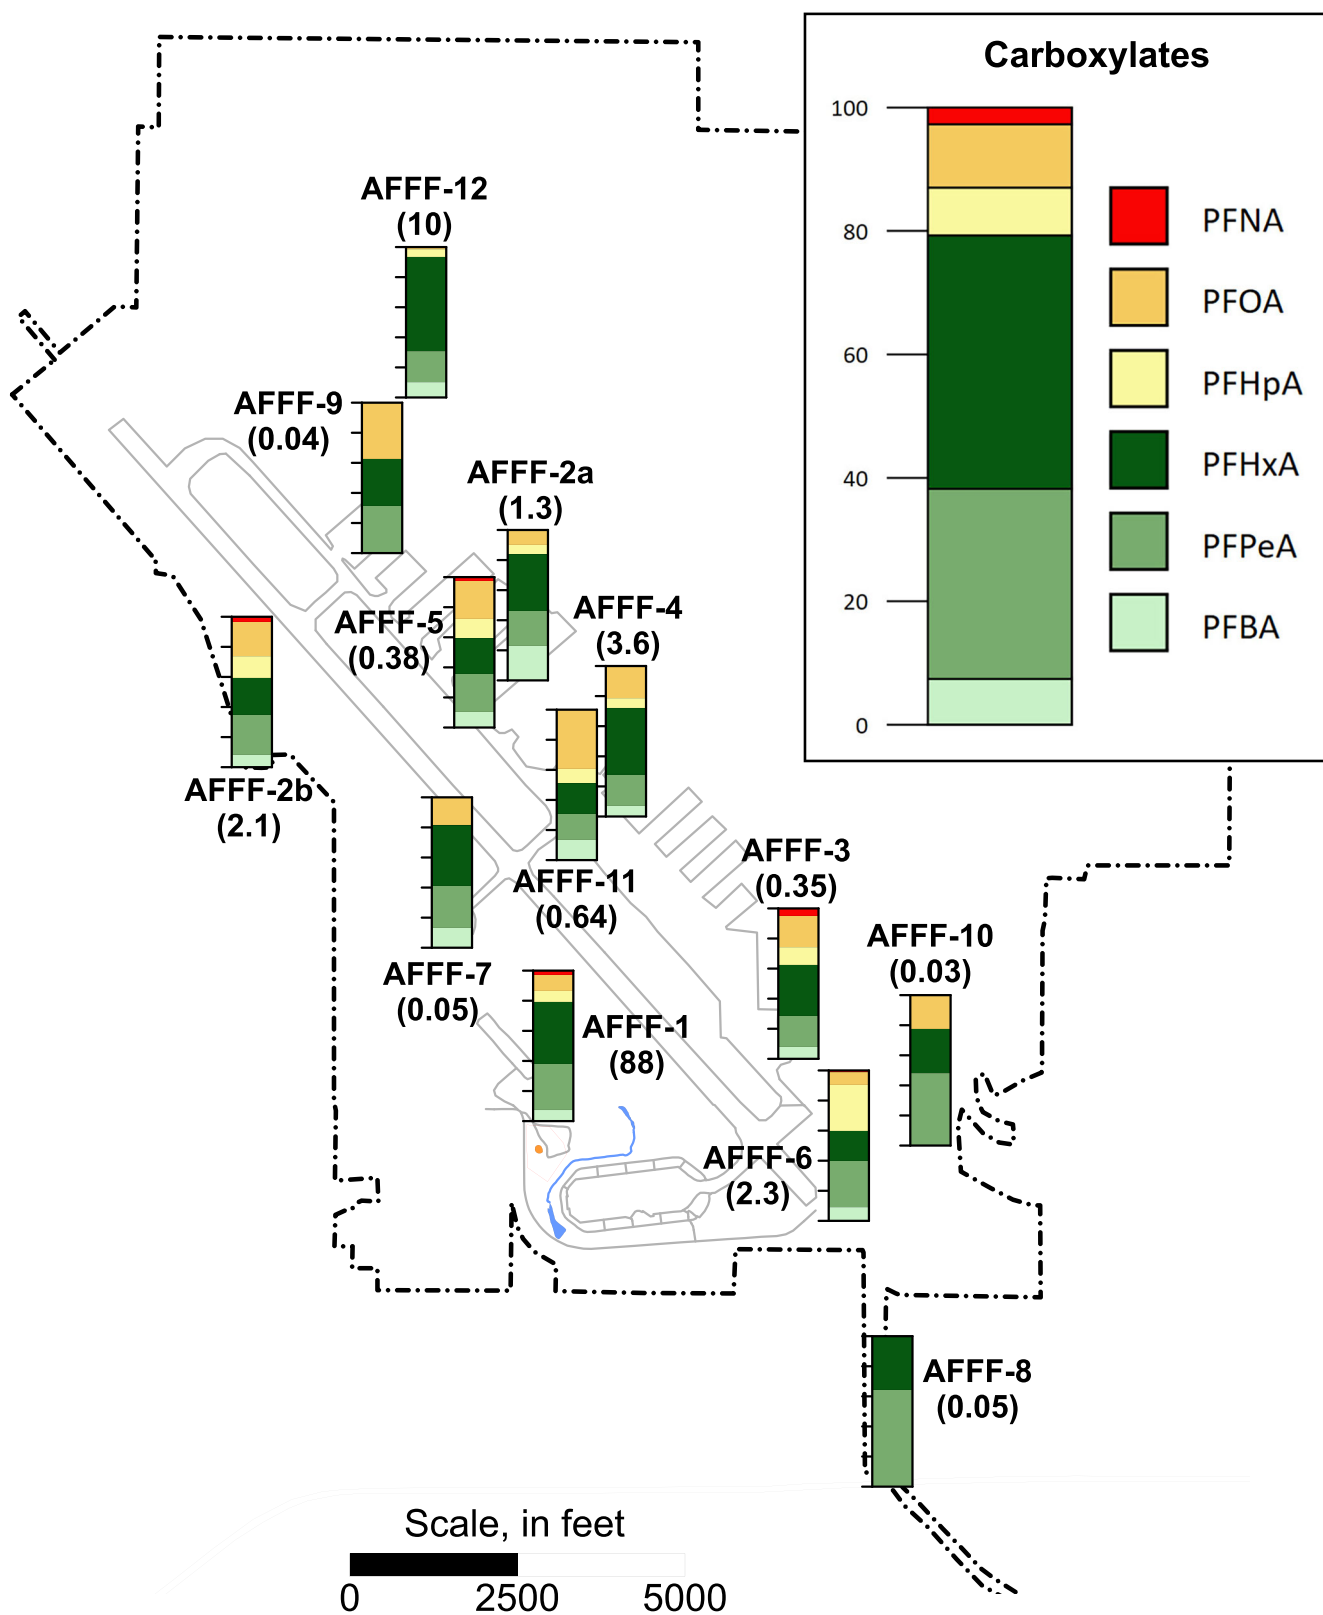 Carboxylates
100
80
60
40
20
0
PFNA
PFOA
PFHpA
PFHxA
PFPeA
PFBA
AFFF-12
(10)
AFFF-9
(0.04)
AFFF-2a
(1.3)
AFFF-5
(0.38)
AFFF-4
(3.6)
AFFF-2b
(2.1)
AFFF-11
(0.64)
AFFF-3
(0.35)
AFFF-10
(0.03)
AFFF-7
(0.05)
AFFF-1
(88)
AFFF-6
(2.3)
AFFF-8
(0.05)
Scale, in feet
0 2500 5000